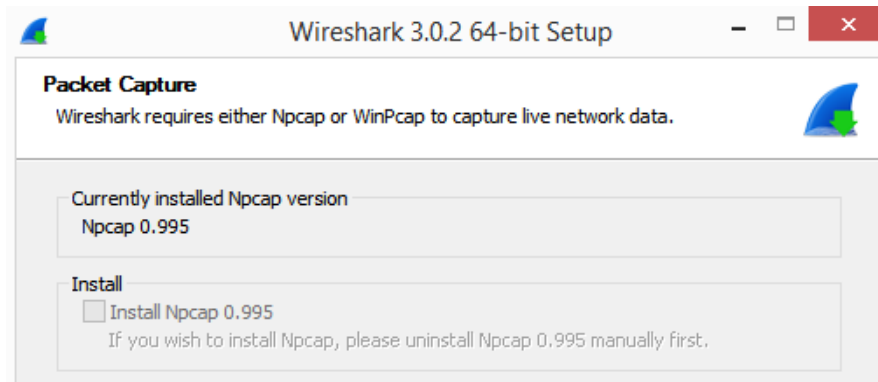 Wireshark 3.0.2 64-bit Setup
Packet Capture
Wireshark requires either Npcap or WinPcap to capture live network data.
Currently installed Npcap version
Npcap 0.995
Install
Install Npcap 0.995
If you wish to install Npcap, please uninstall Npcap 0.995 manually first.